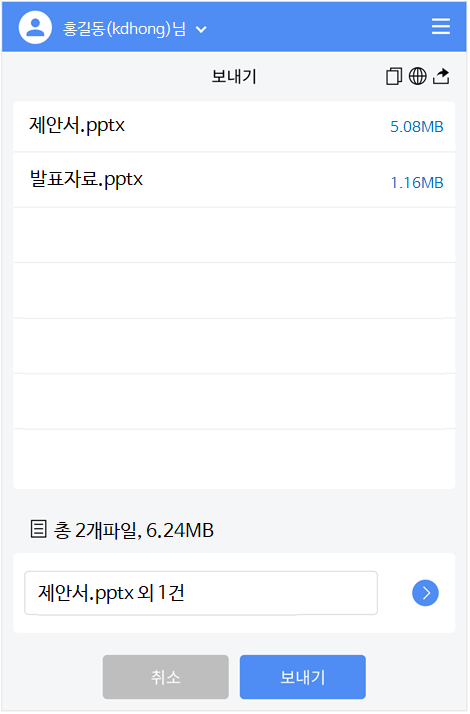 홍길동(kdhong)님
보내기
제안서.pptx 5.08MB
발표자료.pptx 1.16MB
총 2개파일, 6.24MB
제안서.pptx 외 1건
취소 보내기